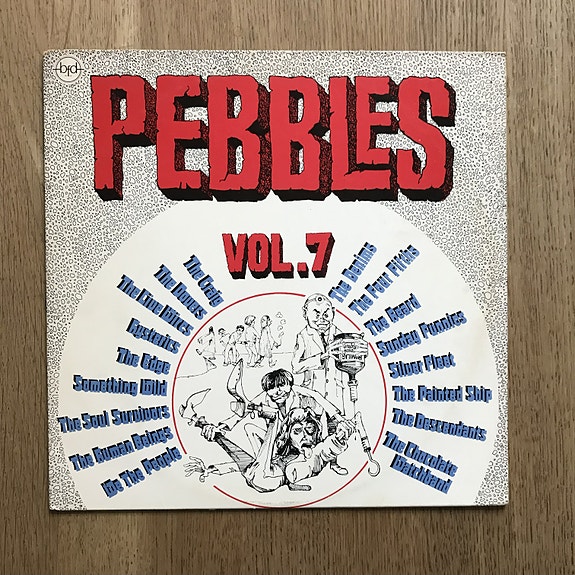 bfd
PEBBLES
VOL.7
The Craig
The Moods
The Live Wires
Hysterics
The Edge
Something Wild
The Soul Survivors
The Human Beings
We The People
The Denims
The Four Fifths
The Beard
Sunday Funnies
Silver Fleet
The Painted Ship
The Descendants
The Chocolate
Watchband